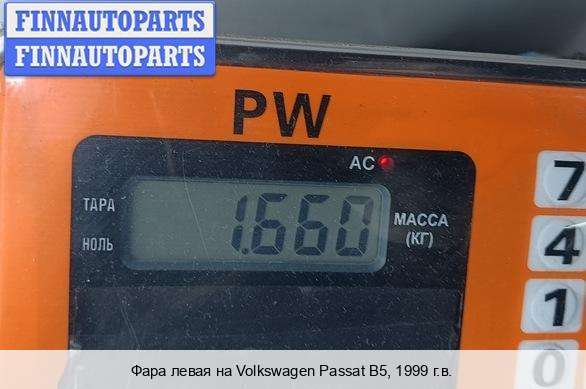 FINNAUTOPARTS
FINNAUTOPARTS
PW
AC
ТАРА
НОЛЬ
1.660
МАССА
(КГ)
7
4
1
0
Фара левая на Volkswagen Passat B5, 1999 г.в.